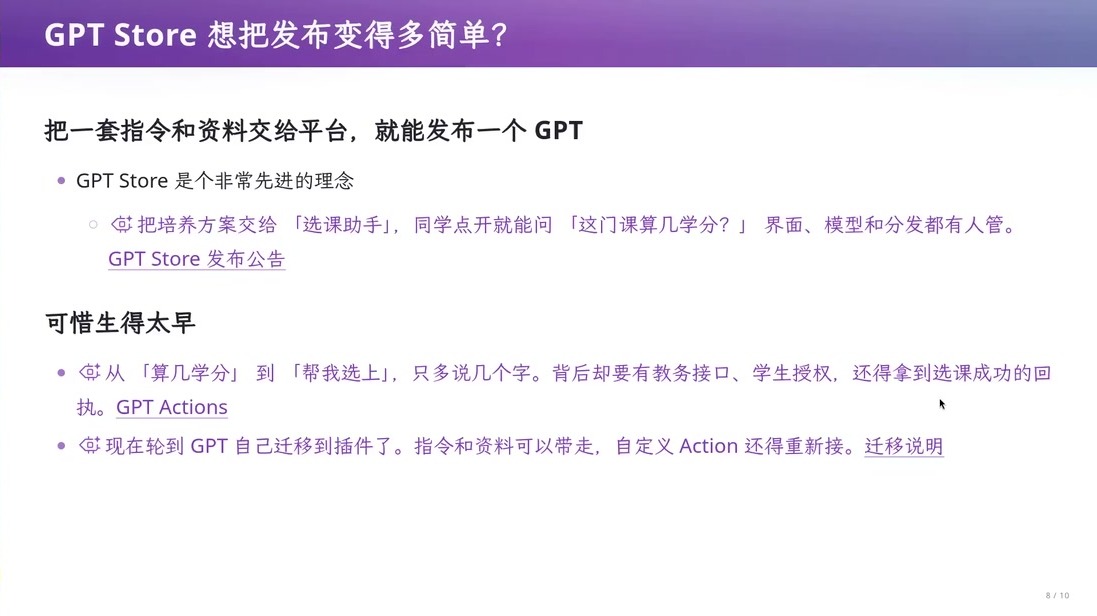 GPT Store 想把发布变得多简单？
把一套指令和资料交给平台，就能发布一个 GPT
GPT Store 是个非常先进的理念
把培养方案交给 「选课助手」，同学点开就能问 「这门课算几学分？」 界面、模型和分发都有人管。
GPT Store 发布公告
可惜生得太早
从 「算几学分」 到 「帮我选上」，只多说几个字。背后却要有教务接口、学生授权，还得拿到选课成功的回
执。GPT Actions
现在轮到 GPT 自己迁移到插件了。指令和资料可以带走，自定义 Action 还得重新接。迁移说明
8 / 10